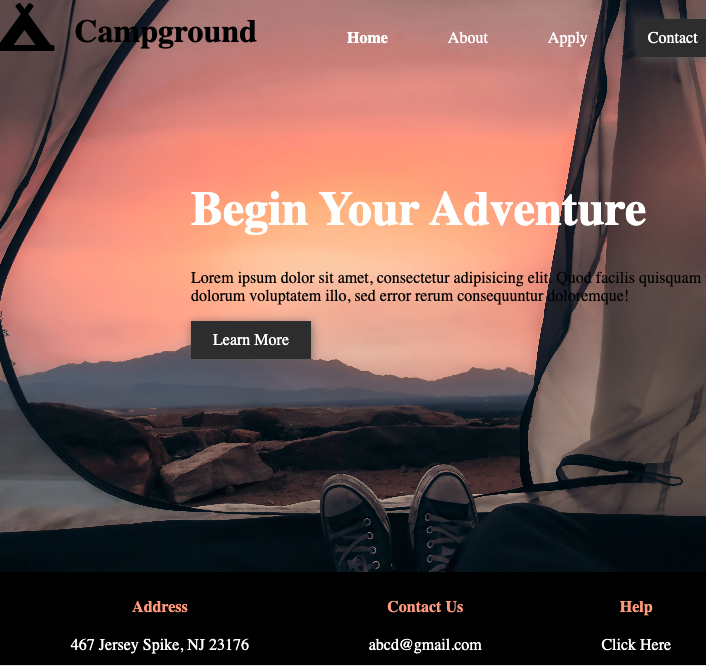 Campground
Home
About
Apply
Contact
Begin Your Adventure
Lorem ipsum dolor sit amet, consectetur adipisicing elit. Quod facilis quisquam
dolorum voluptatem illo, sed error rerum consequuntur doloremque!
Learn More
Address
Contact Us
Help
467 Jersey Spike, NJ 23176
abcd@gmail.com
Click Here